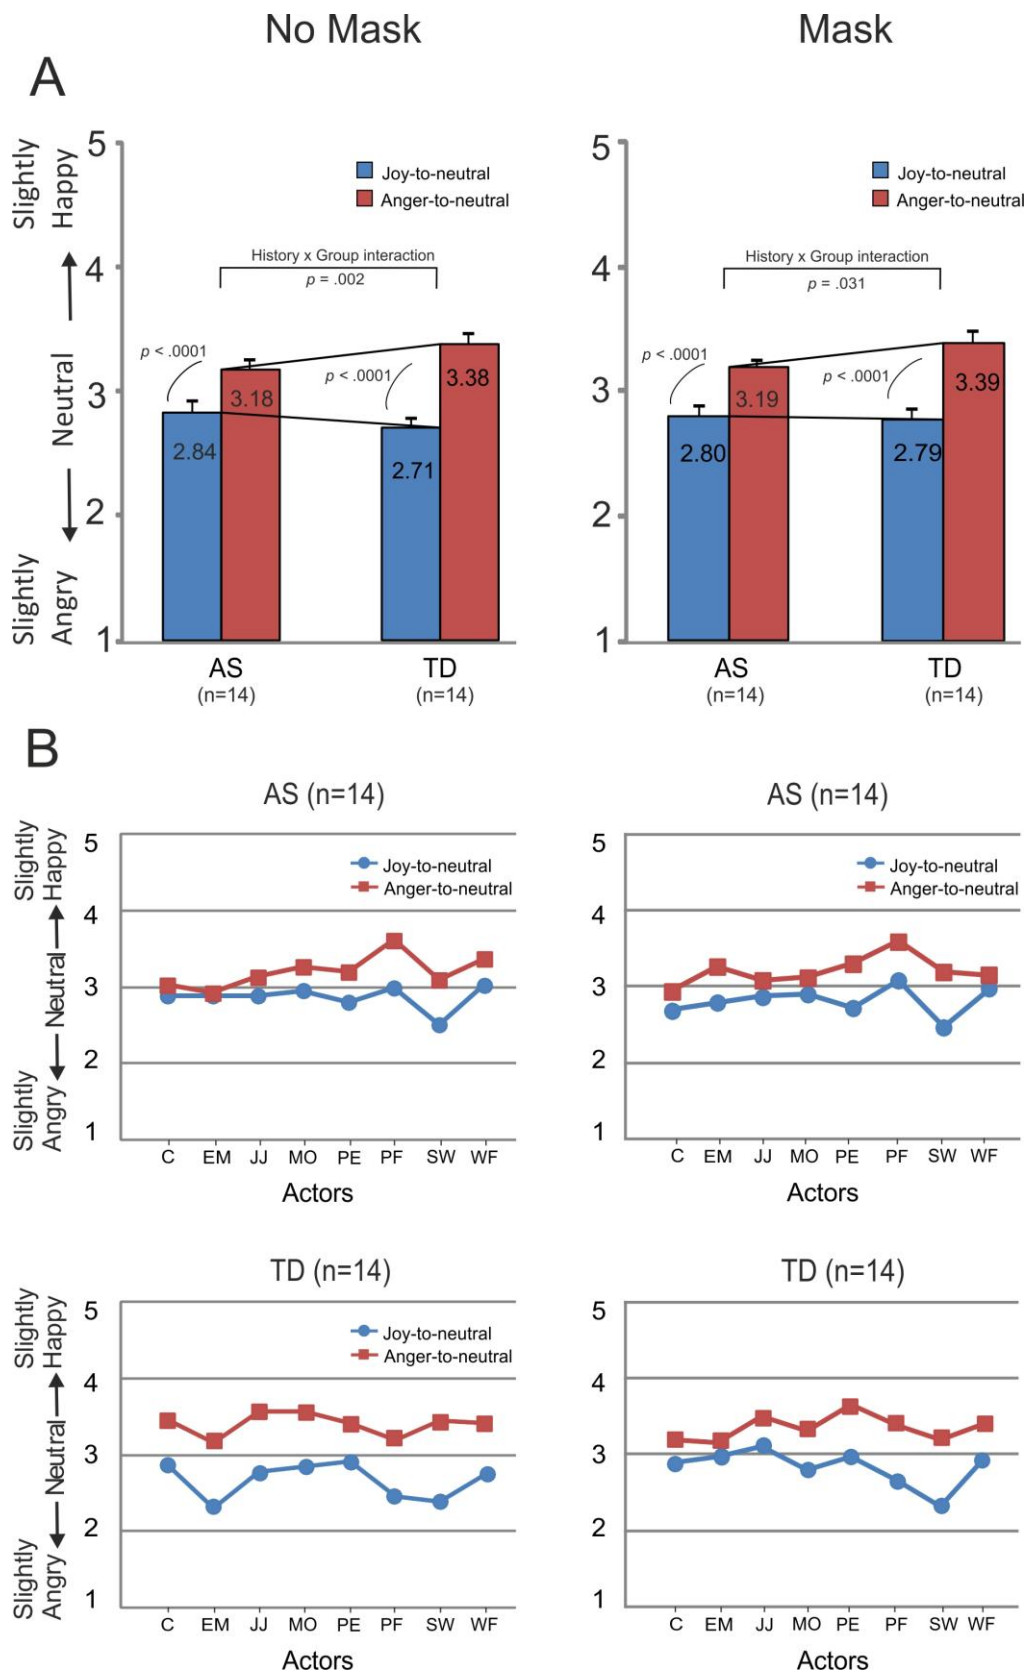 No Mask
Mask
A
Slightly
Happy
Neutral
Slightly
Angry
5
4
3
2
1
Joy-to-neutral
Anger-to-neutral
History x Group interaction
p = .002
p < .0001
p < .0001
2.84
3.18
2.71
3.38
AS
(n=14)
TD
(n=14)
5
4
3
2
1
Joy-to-neutral
Anger-to-neutral
History x Group interaction
p = .031
p < .0001
p < .0001
2.80
3.19
2.79
3.39
AS
(n=14)
TD
(n=14)
B
AS (n=14)
Slightly
Happy
Neutral
Slightly
Angry
5
4
3
2
1
Joy-to-neutral
Anger-to-neutral
C EM JJ MO PE PF SW WF
Actors
AS (n=14)
5
4
3
2
1
Joy-to-neutral
Anger-to-neutral
C EM JJ MO PE PF SW WF
Actors
TD (n=14)
Slightly
Happy
Neutral
Slightly
Angry
5
4
3
2
1
Joy-to-neutral
Anger-to-neutral
C EM JJ MO PE PF SW WF
Actors
TD (n=14)
5
4
3
2
1
C EM JJ MO PE PF SW WF
Actors